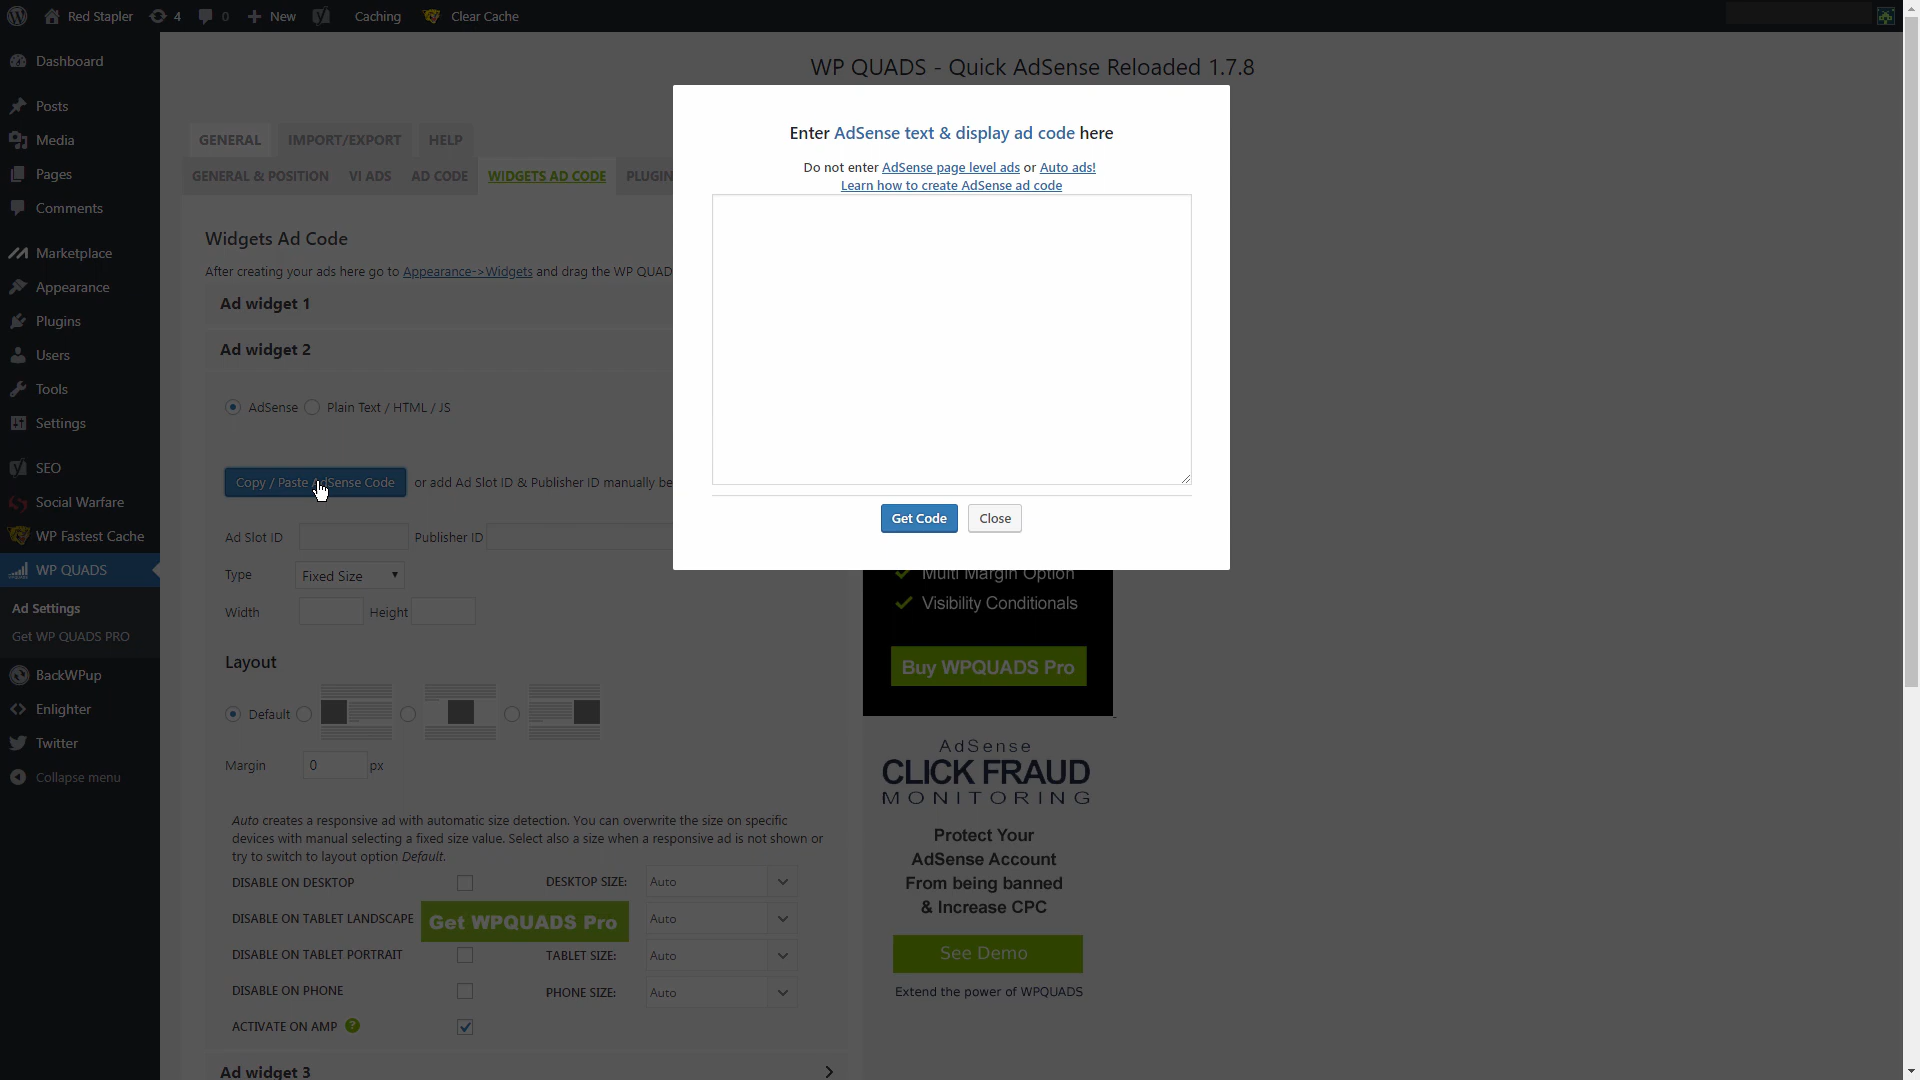 Red Stapler 4 0 New Caching Clear Cache
Dashboard
Posts
Media
Pages
Comments
Marketplace
Appearance
Plugins
Users
Tools
Settings
SEO
Social Warfare
WP Fastest Cache
WP QUADS
Ad Settings
Get WP QUADS PRO
BackWPup
Enlighter
Twitter
Collapse menu
WP QUADS - Quick AdSense Reloaded 1.7.8
GENERAL IMPORT/EXPORT HELP
GENERAL & POSITION VI ADS AD CODE WIDGETS AD CODE PLUGIN
Widgets Ad Code
After creating your ads here go to Appearance->Widgets and drag the WP QUAD
Ad widget 1
Ad widget 2
AdSense Plain Text / HTML / JS
Copy / Paste AdSense Code or add Ad Slot ID & Publisher ID manually be
Ad Slot ID Publisher ID
Type Fixed Size
Width Height
Layout
Default
Margin 0 px
Auto creates a responsive ad with automatic size detection. You can overwrite the size on specific
devices with manual selecting a fixed size value. Select also a size when a responsive ad is not shown or
try to switch to layout option Default.
DISABLE ON DESKTOP DESKTOP SIZE: Auto
DISABLE ON TABLET LANDSCAPE Get WPQUADS Pro Auto
DISABLE ON TABLET PORTRAIT TABLET SIZE: Auto
DISABLE ON PHONE PHONE SIZE: Auto
ACTIVATE ON AMP ?
Ad widget 3
Enter AdSense text & display ad code here
Do not enter AdSense page level ads or Auto ads!
Learn how to create AdSense ad code
Get Code Close
Multi Margin Option
Visibility Conditionals
Buy WPQUADS Pro
AdSense
CLICK FRAUD
MONITORING
Protect Your
AdSense Account
From being banned
& Increase CPC
See Demo
Extend the power of WPQUADS